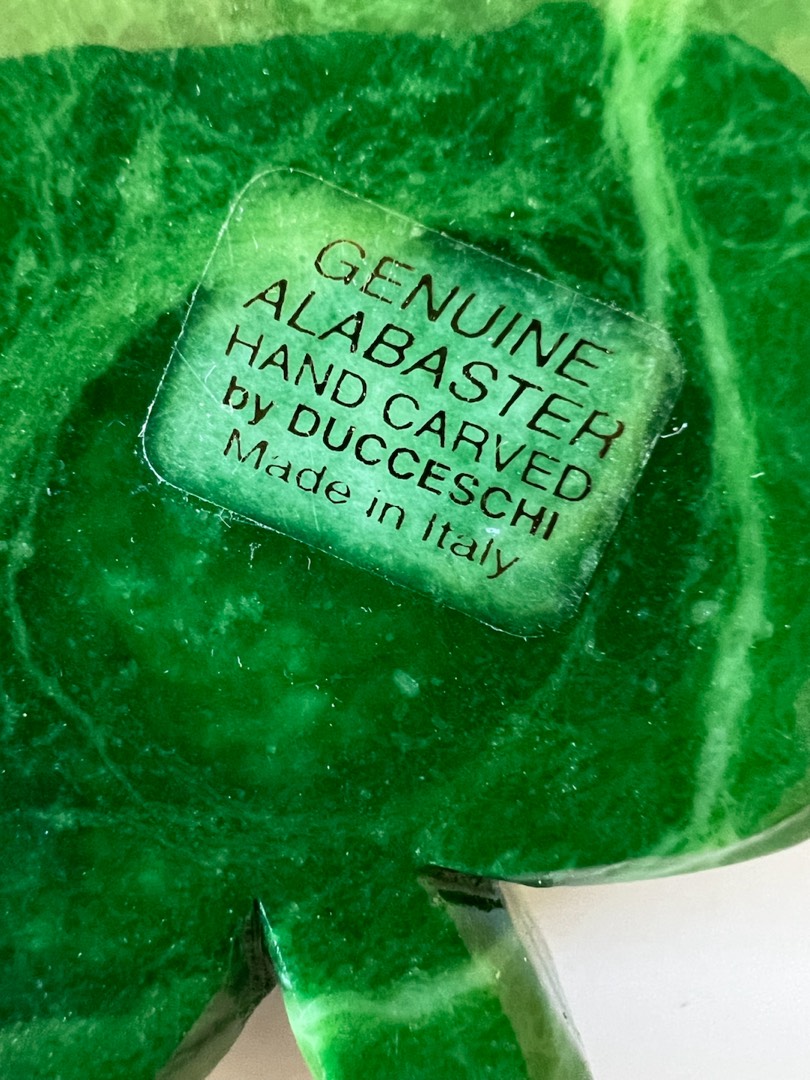 GENUINE
ALABASTER
HAND CARVED
by DUCCESCHI
Made in Italy